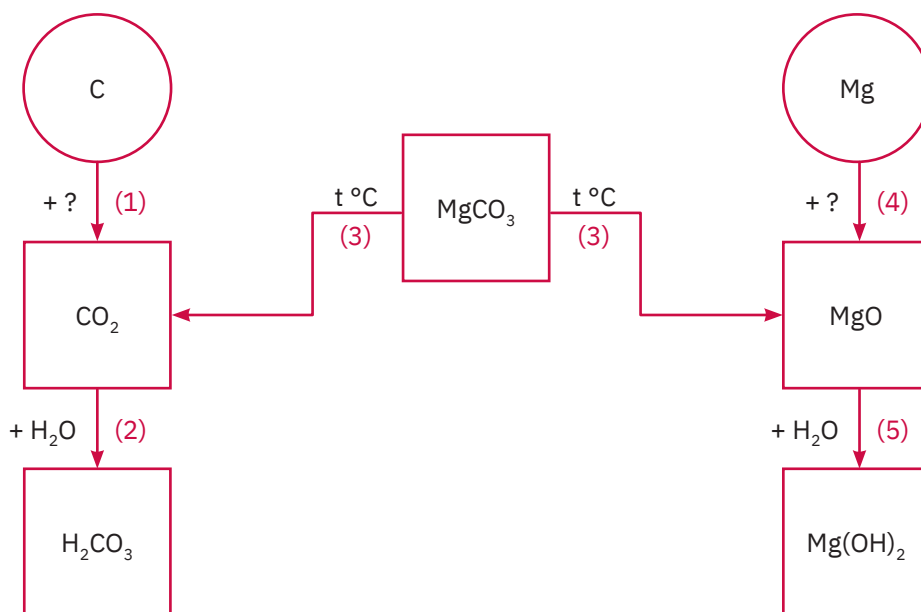 C
Mg
+ ?
(1)
t °C
(3)
MgCO₃
t °C
(3)
+ ?
(4)
CO₂
MgO
+ H₂O
(2)
+ H₂O
(5)
H₂CO₃
Mg(OH)₂